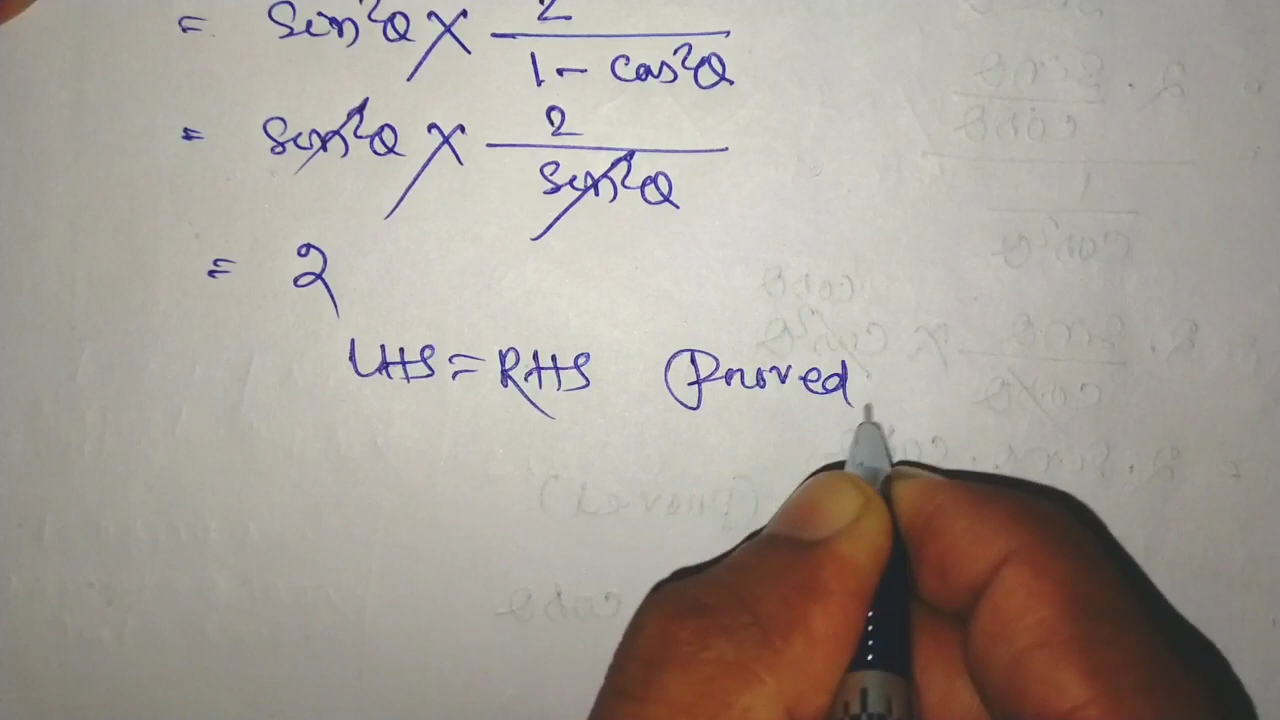 = Sin²θ × 2 / 1 - cos²θ
= Sin²θ × 2 / Sin²θ
= 2
LHS = RHS (Proved